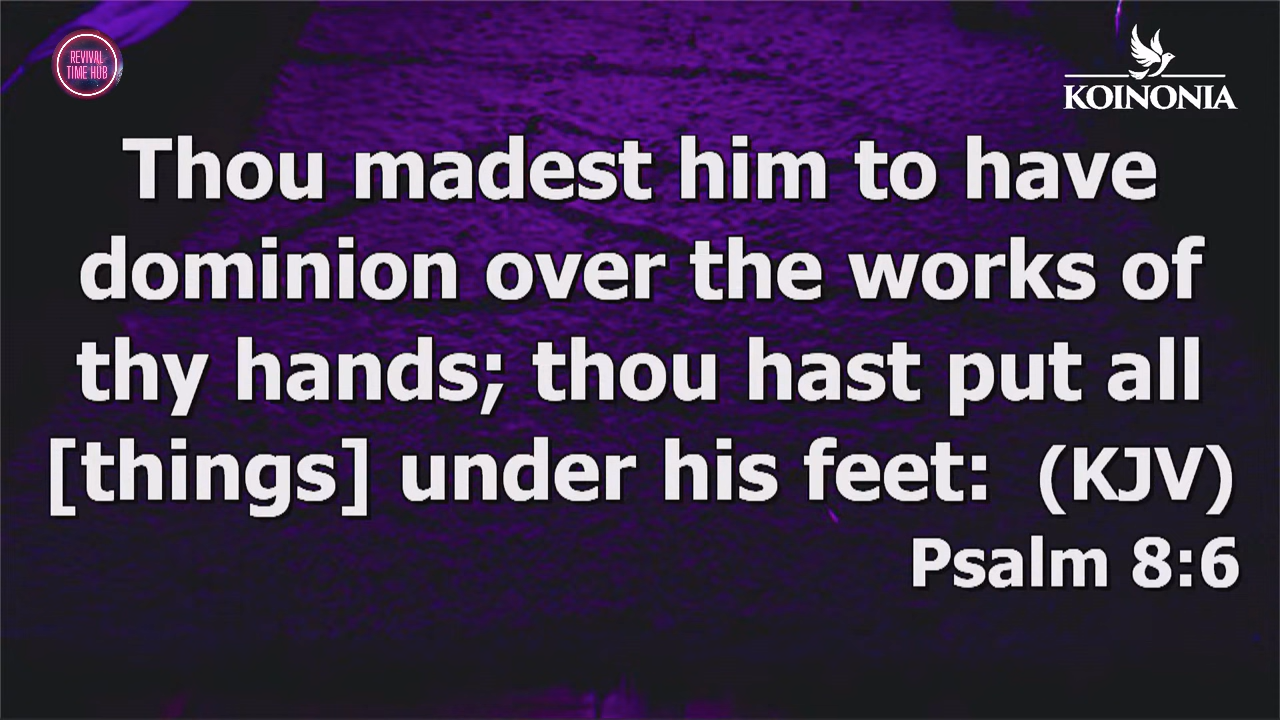 REVIVAL
TIME HUB
KOINONIA
Thou madest him to have
dominion over the works of
thy hands; thou hast put all
[things] under his feet: (KJV)
Psalm 8:6